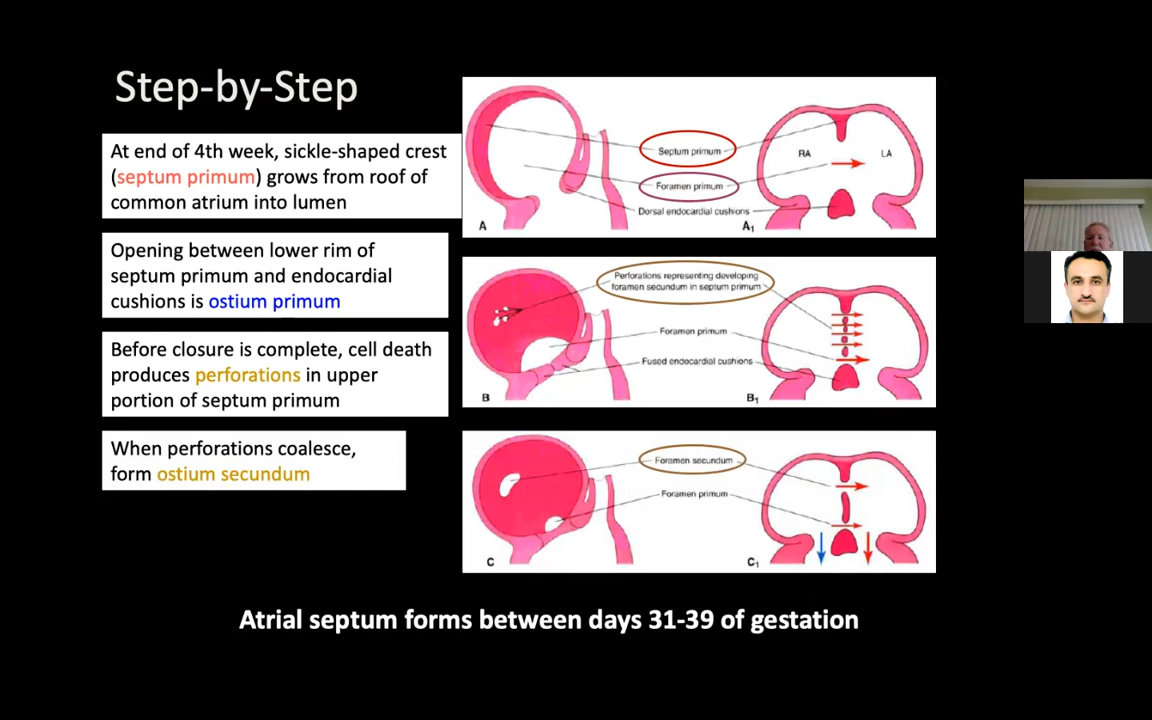 Step-by-Step
At end of 4th week, sickle-shaped crest
(septum primum) grows from roof of
common atrium into lumen
Opening between lower rim of
septum primum and endocardial
cushions is ostium primum
Before closure is complete, cell death
produces perforations in upper
portion of septum primum
When perforations coalesce,
form ostium secundum
Septum primum
Foramen primum
Dorsal endocardial cushions
RA
LA
A
A₁
Perforations representing developing
foramen secundum in septum primum
Foramen primum
Fused endocardial cushions
B
B₁
Foramen secundum
Foramen primum
C
C₁
Atrial septum forms between days 31-39 of gestation